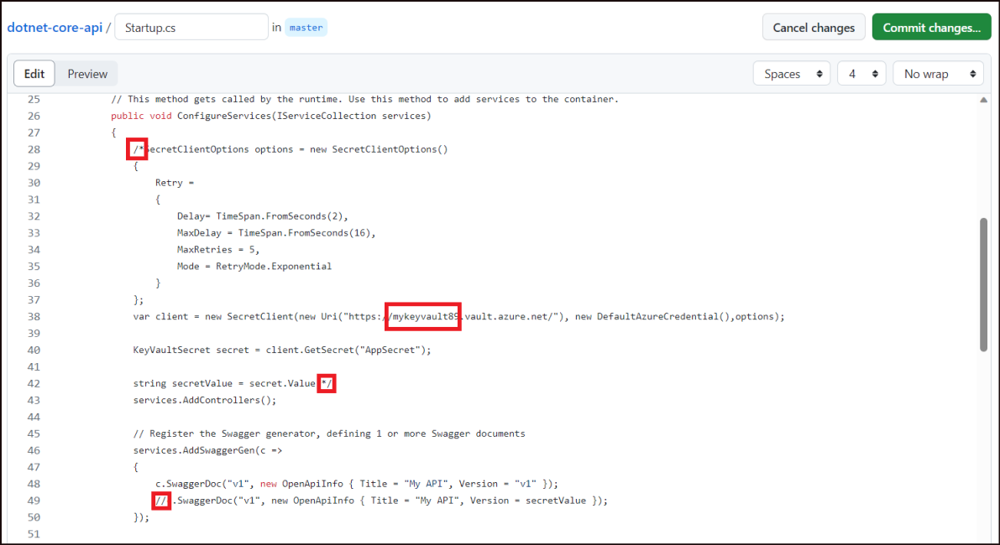 dotnet-core-api / Startup.cs in master Cancel changes Commit changes...
Edit Preview Spaces 4 No wrap
25 // This method gets called by the runtime. Use this method to add services to the container.
26 public void ConfigureServices(IServiceCollection services)
27 {
28 /*SecretClientOptions options = new SecretClientOptions()
29 {
30 Retry =
31 {
32 Delay= TimeSpan.FromSeconds(2),
33 MaxDelay = TimeSpan.FromSeconds(16),
34 MaxRetries = 5,
35 Mode = RetryMode.Exponential
36 }
37 };
38 var client = new SecretClient(new Uri("https://mykeyvault89.vault.azure.net/"), new DefaultAzureCredential(),options);
39
40 KeyVaultSecret secret = client.GetSecret("AppSecret");
41
42 string secretValue = secret.Value */
43 services.AddControllers();
44
45 // Register the Swagger generator, defining 1 or more Swagger documents
46 services.AddSwaggerGen(c =>
47 {
48 c.SwaggerDoc("v1", new OpenApiInfo { Title = "My API", Version = "v1" });
49 //.SwaggerDoc("v1", new OpenApiInfo { Title = "My API", Version = secretValue });
50 });
51